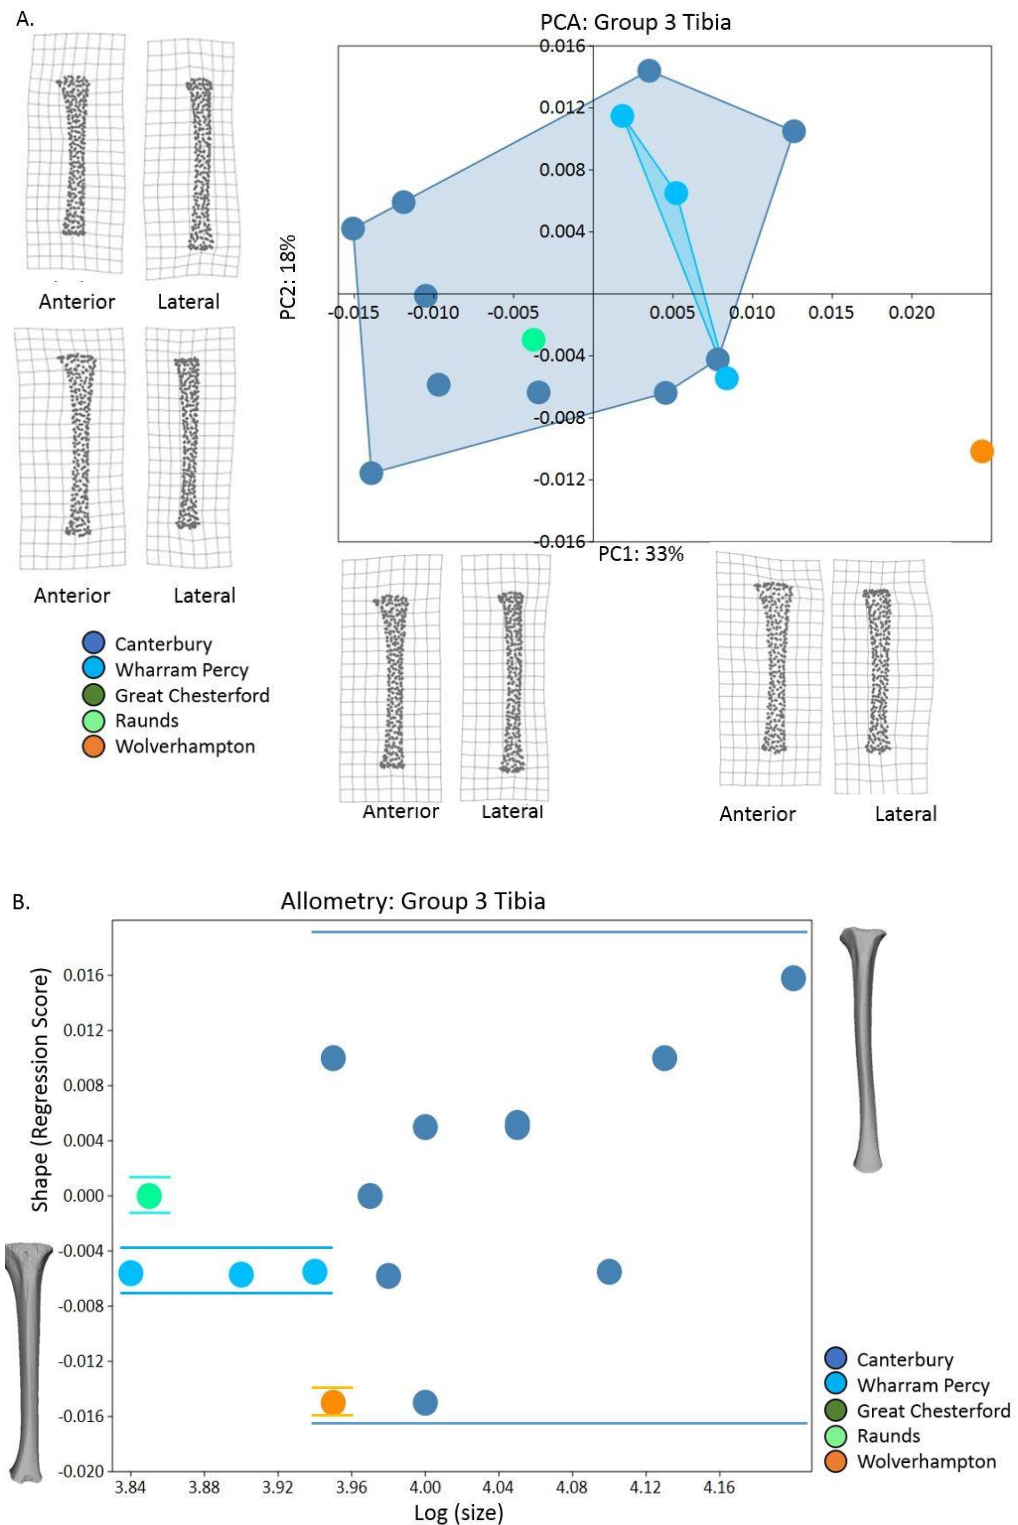 A.
PCA: Group 3 Tibia
0.016
0.012
0.008
0.004
PC2: 18%
-0.015 -0.010 -0.005 0.005 0.010 0.015 0.020
-0.004
-0.008
-0.012
-0.016
PC1: 33%
Anterior Lateral
Anterior Lateral
Canterbury
Wharram Percy
Great Chesterford
Raunds
Wolverhampton
Anterior Lateral
Anterior Lateral
B.
Allometry: Group 3 Tibia
Shape (Regression Score)
0.016
0.012
0.008
0.004
0.000
-0.004
-0.008
-0.012
-0.016
-0.020
3.84 3.88 3.92 3.96 4.00 4.04 4.08 4.12 4.16
Log (size)
Canterbury
Wharram Percy
Great Chesterford
Raunds
Wolverhampton